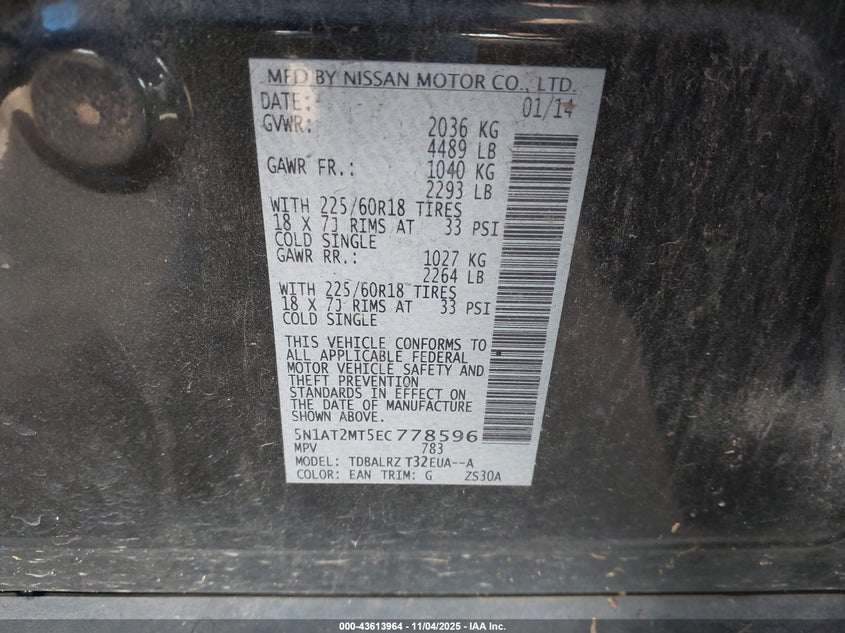 MFD BY NISSAN MOTOR CO., LTD.
DATE: 01/14
GVWR: 2036 KG
4489 LB
GAWR FR.: 1040 KG
2293 LB
WITH 225/60R18 TIRES
18 X 7J RIMS AT 33 PSI
COLD SINGLE
GAWR RR.: 1027 KG
2264 LB
WITH 225/60R18 TIRES
18 X 7J RIMS AT 33 PSI
COLD SINGLE
THIS VEHICLE CONFORMS TO
ALL APPLICABLE FEDERAL
MOTOR VEHICLE SAFETY AND
THEFT PREVENTION
STANDARDS IN EFFECT ON
THE DATE OF MANUFACTURE
SHOWN ABOVE.
5N1AT2MT5EC778596
MPV 783
MODEL: TDBALRZ T32EUA--A
COLOR: EAN TRIM: G ZS30A
000-43613964 - 11/04/2025 - IAA Inc.